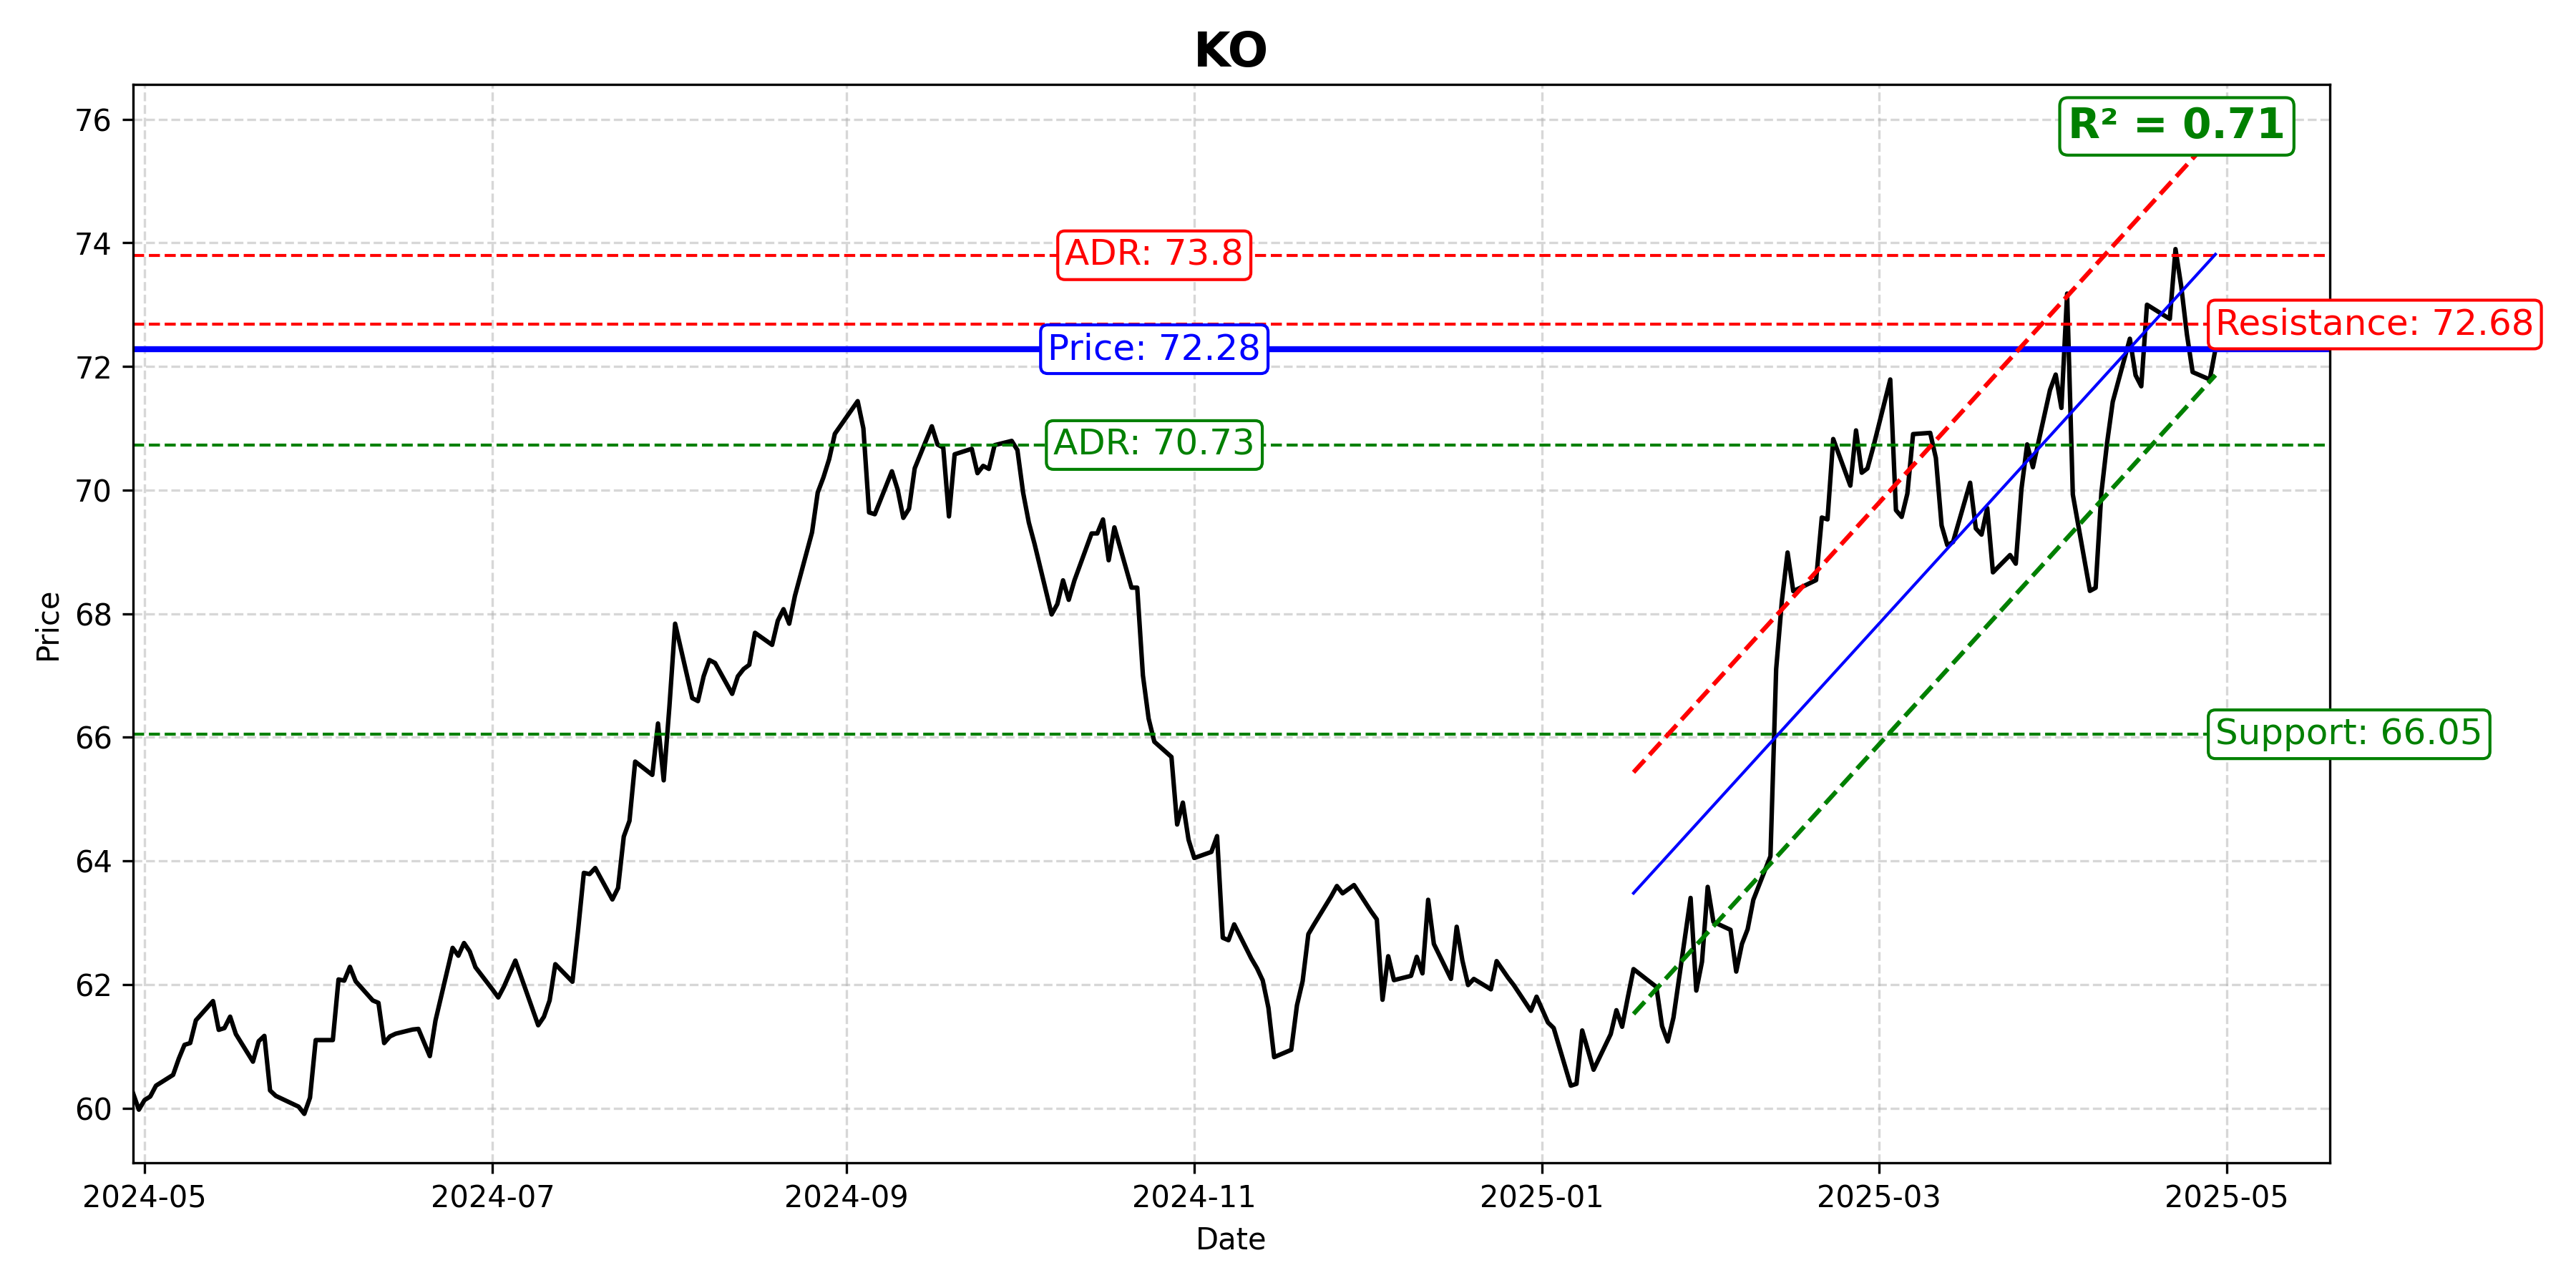 KO
R² = 0.71
76
74
72
70
68
66
64
62
60
Price
ADR: 73.8
Resistance: 72.68
Price: 72.28
ADR: 70.73
Support: 66.05
2024-05
2024-07
2024-09
2024-11
2025-01
2025-03
2025-05
Date